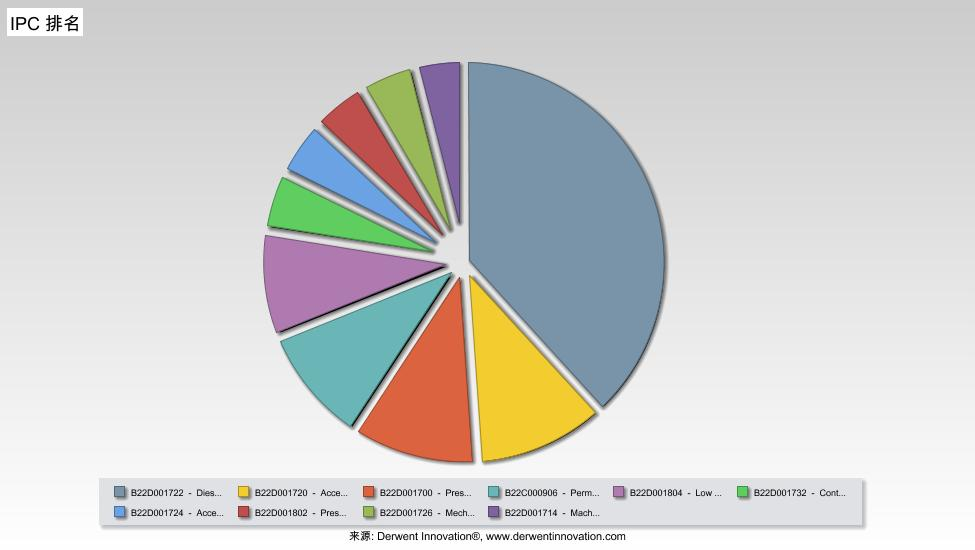 IPC 排名
B22D001722 - Dies... B22D001720 - Acce... B22D001700 - Pres... B22C000906 - Perm... B22D001804 - Low ... B22D001732 - Cont...
B22D001724 - Acce... B22D001802 - Pres... B22D001726 - Mech... B22D001714 - Mach...
来源: Derwent Innovation®, www.derwentinnovation.com